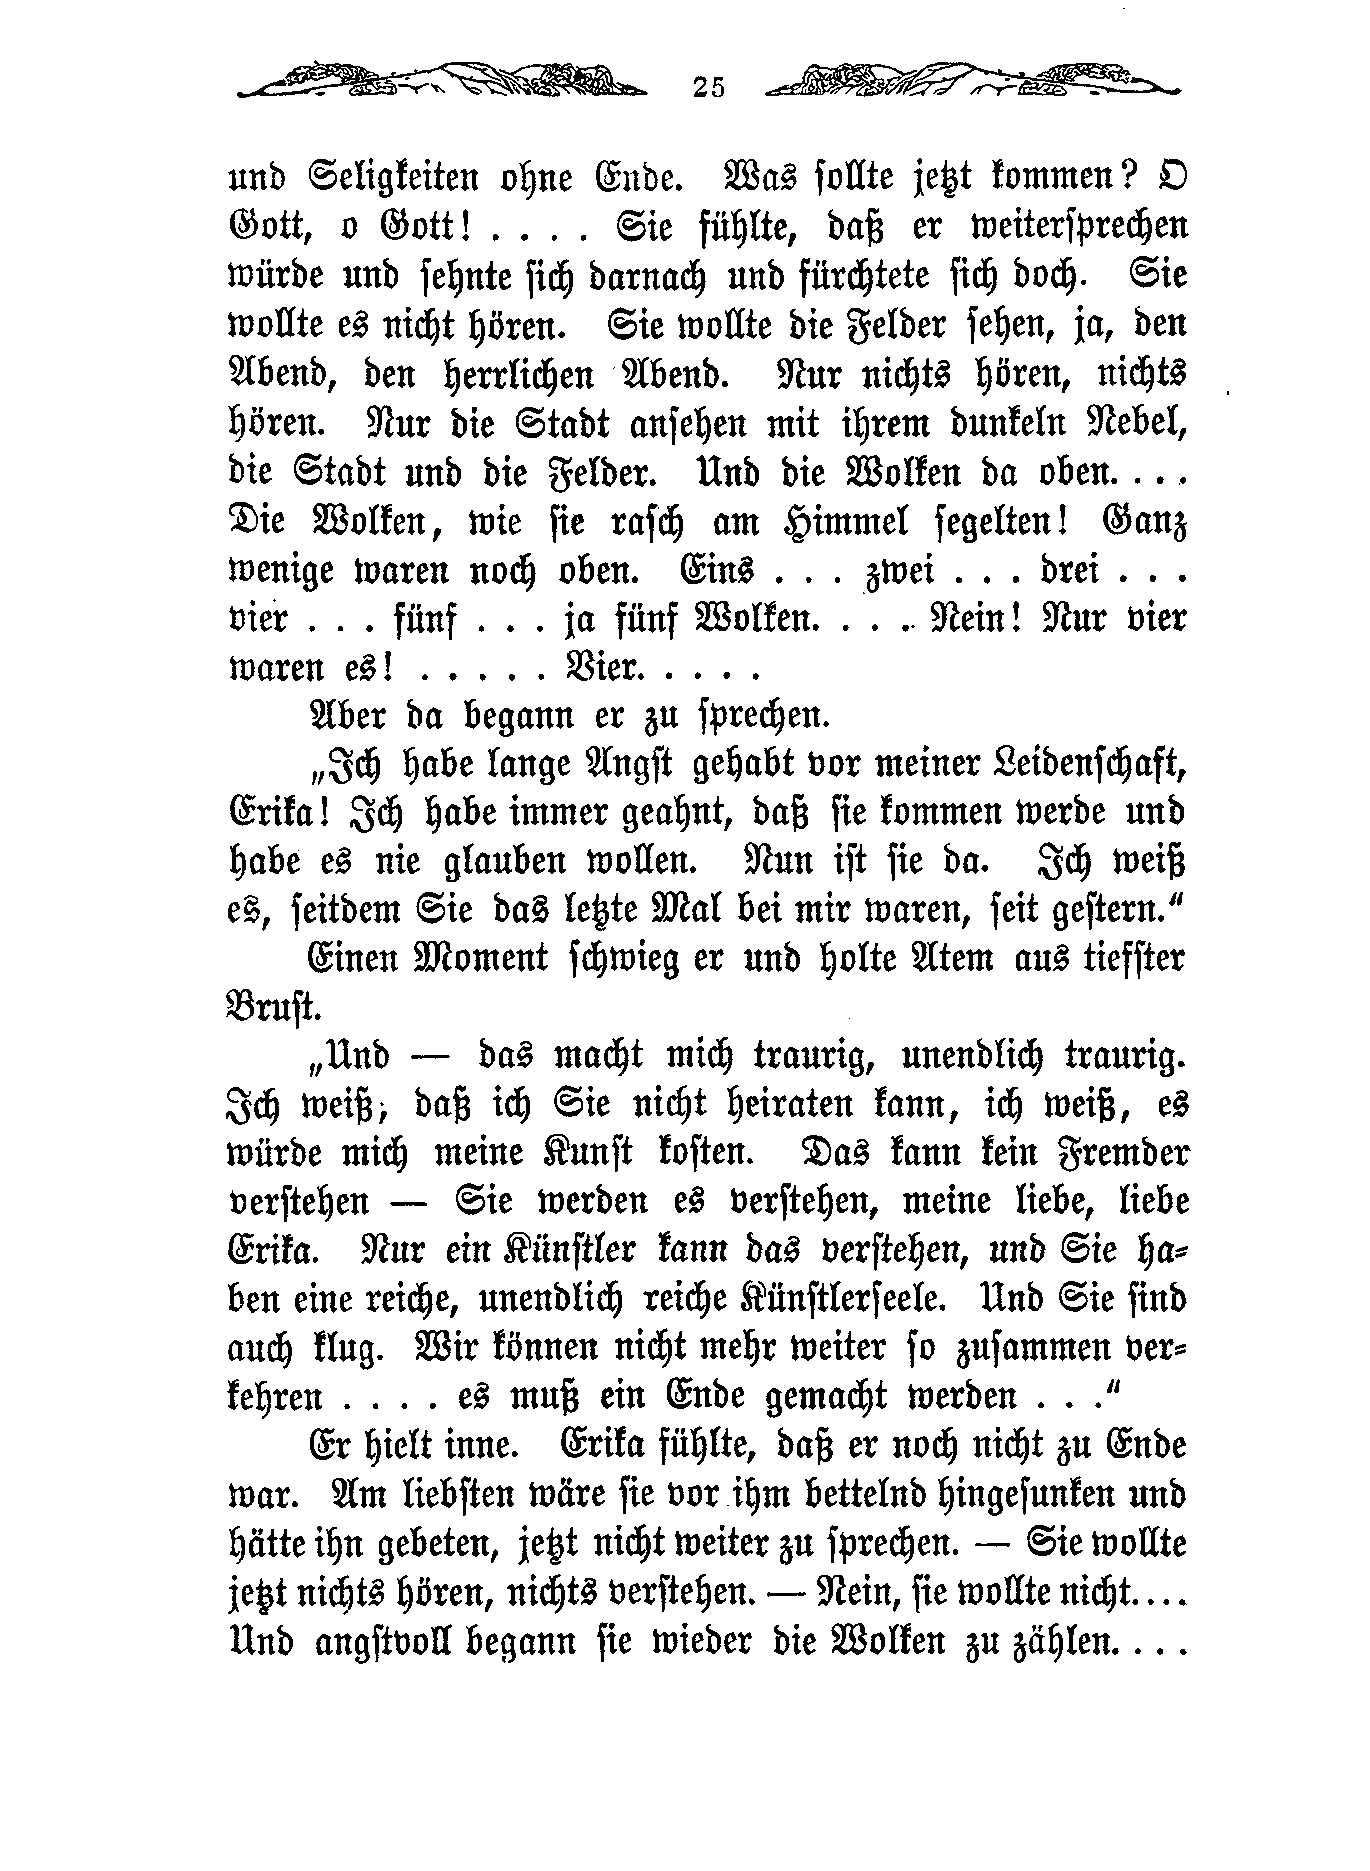 25
und Seligkeiten ohne Ende. Was sollte jetzt kommen? O
Gott, o Gott! . . . . Sie fühlte, daß er weitersprechen
würde und sehnte sich darnach und fürchtete sich doch. Sie
wollte es nicht hören. Sie wollte die Felder sehen, ja, den
Abend, den herrlichen Abend. Nur nichts hören, nichts
hören. Nur die Stadt ansehen mit ihrem dunkeln Nebel,
die Stadt und die Felder. Und die Wolken da oben. . . .
Die Wolken, wie sie rasch am Himmel segelten! Ganz
wenige waren noch oben. Eins . . . zwei . . . drei . . .
vier . . . fünf . . . ja fünf Wolken. . . . Nein! Nur vier
waren es! . . . . . Vier. . . . . .
Aber da begann er zu sprechen.
„Ich habe lange Angst gehabt vor meiner Leidenschaft,
Erika! Ich habe immer geahnt, daß sie kommen werde und
habe es nie glauben wollen. Nun ist sie da. Ich weiß
es, seitdem Sie das letzte Mal bei mir waren, seit gestern.“
Einen Moment schwieg er und holte Atem aus tiefster
Brust.
„Und — das macht mich traurig, unendlich traurig.
Ich weiß, daß ich Sie nicht heiraten kann, ich weiß, es
würde mich meine Kunst kosten. Das kann kein Fremder
verstehen — Sie werden es verstehen, meine liebe, liebe
Erika. Nur ein Künstler kann das verstehen, und Sie ha-
ben eine reiche, unendlich reiche Künstlerseele. Und Sie sind
auch klug. Wir können nicht mehr weiter so zusammen ver-
kehren . . . . es muß ein Ende gemacht werden . . .“
Er hielt inne. Erika fühlte, daß er noch nicht zu Ende
war. Am liebsten wäre sie vor ihm bettelnd hingesunken und
hätte ihn gebeten, jetzt nicht weiter zu sprechen. — Sie wollte
jetzt nichts hören, nichts verstehen. — Nein, sie wollte nicht....
Und angstvoll begann sie wieder die Wolken zu zählen. . . .